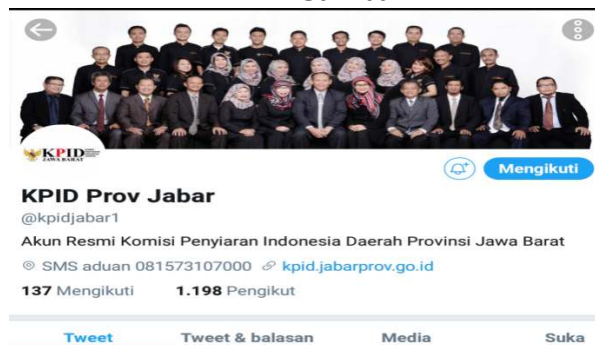 KPID
JAWA BARAT
Mengikuti
KPID Prov Jabar
@kpidjabar1
Akun Resmi Komisi Penyiaran Indonesia Daerah Provinsi Jawa Barat
SMS aduan 081573107000 kpid.jabarprov.go.id
137 Mengikuti 1.198 Pengikut
Tweet Tweet & balasan Media Suka